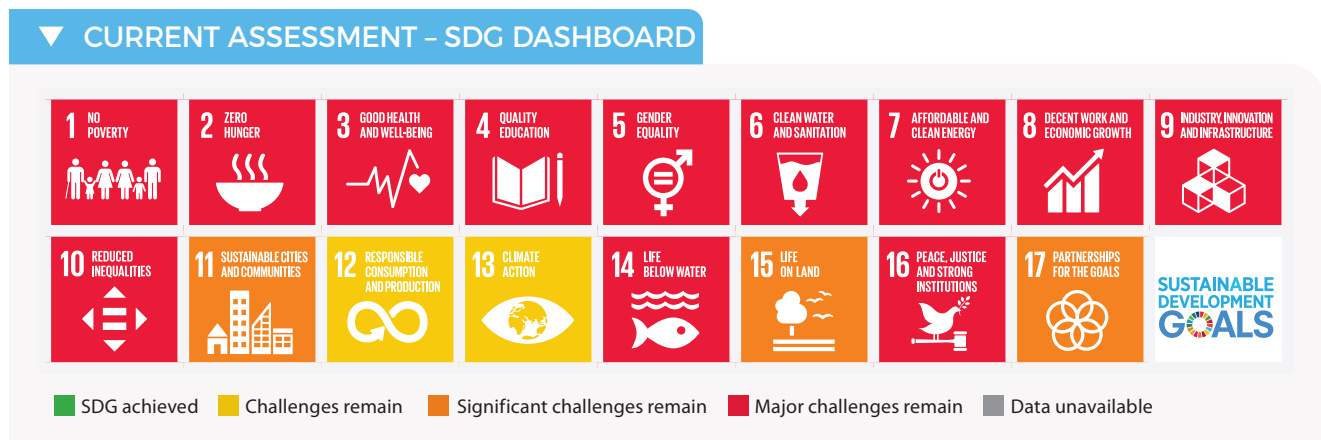 CURRENT ASSESSMENT – SDG DASHBOARD
1 NO
POVERTY
2 ZERO
HUNGER
3 GOOD HEALTH
AND WELL-BEING
4 QUALITY
EDUCATION
5 GENDER
EQUALITY
6 CLEAN WATER
AND SANITATION
7 AFFORDABLE AND
CLEAN ENERGY
8 DECENT WORK AND
ECONOMIC GROWTH
9 INDUSTRY, INNOVATION
AND INFRASTRUCTURE
10 REDUCED
INEQUALITIES
11 SUSTAINABLE CITIES
AND COMMUNITIES
12 RESPONSIBLE
CONSUMPTION
AND PRODUCTION
13 CLIMATE
ACTION
14 LIFE
BELOW WATER
15 LIFE
ON LAND
16 PEACE, JUSTICE
AND STRONG
INSTITUTIONS
17 PARTNERSHIPS
FOR THE GOALS
SUSTAINABLE
DEVELOPMENT
GOALS
SDG achieved
Challenges remain
Significant challenges remain
Major challenges remain
Data unavailable